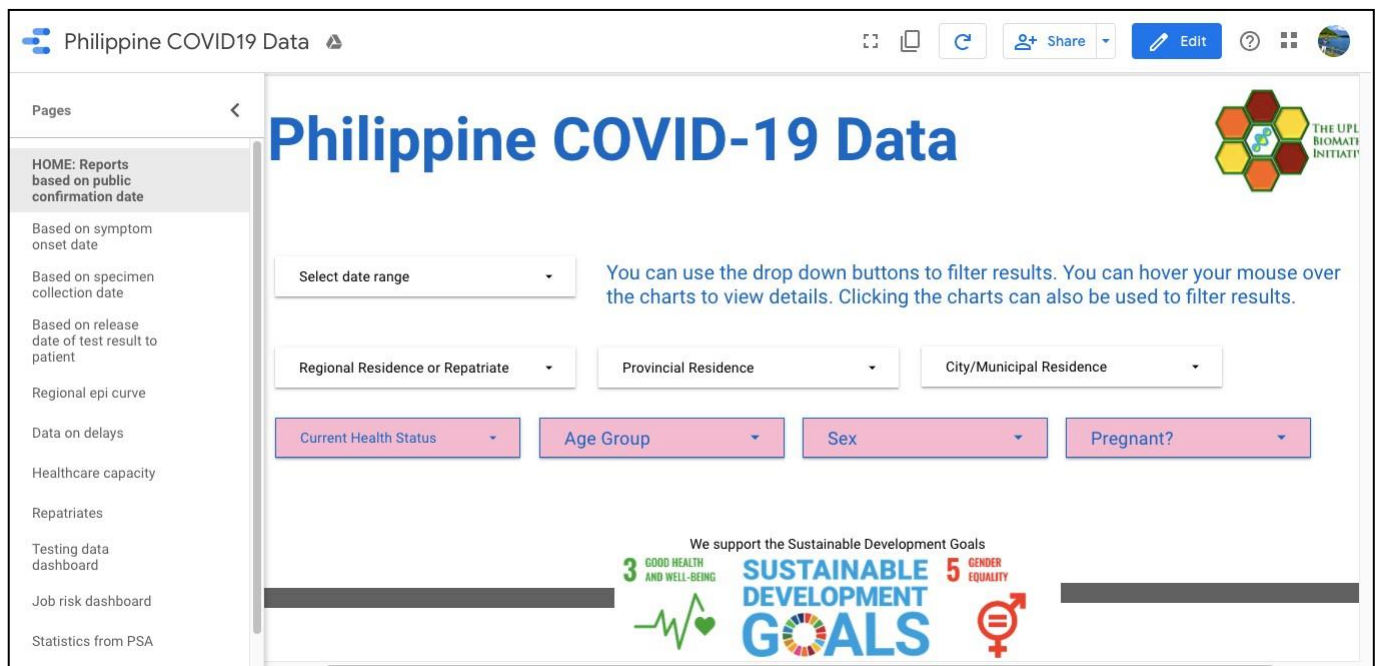 Philippine COVID19 Data
Share
Edit
Pages
HOME: Reports
based on public
confirmation date
Based on symptom
onset date
Based on specimen
collection date
Based on release
date of test result to
patient
Regional epi curve
Data on delays
Healthcare capacity
Repatriates
Testing data
dashboard
Job risk dashboard
Statistics from PSA
Philippine COVID-19 Data
THE UPL
BIOMATH
INITIATIV
Select date range
You can use the drop down buttons to filter results. You can hover your mouse over
the charts to view details. Clicking the charts can also be used to filter results.
Regional Residence or Repatriate
Provincial Residence
City/Municipal Residence
Current Health Status
Age Group
Sex
Pregnant?
We support the Sustainable Development Goals
3 GOOD HEALTH
AND WELL-BEING
SUSTAINABLE
DEVELOPMENT
GOALS
5 GENDER
EQUALITY